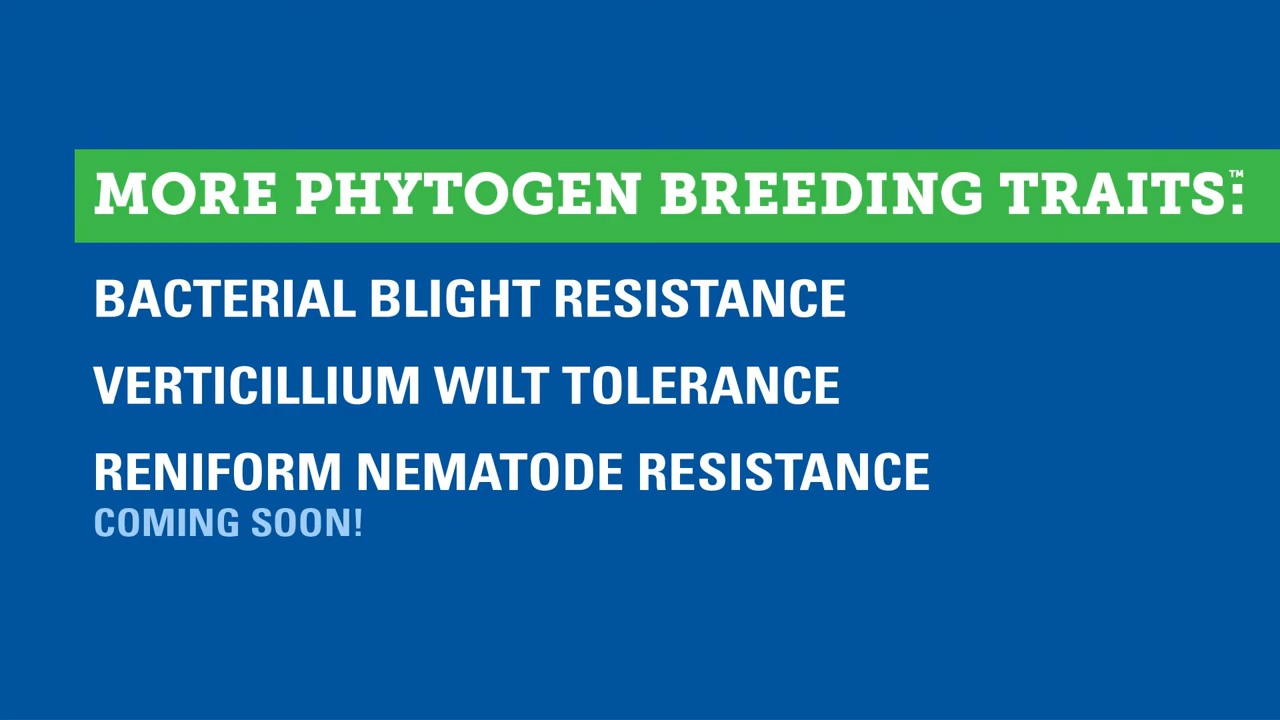 MORE PHYTOGEN BREEDING TRAITS™:
BACTERIAL BLIGHT RESISTANCE
VERTICILLIUM WILT TOLERANCE
RENIFORM NEMATODE RESISTANCE
COMING SOON!